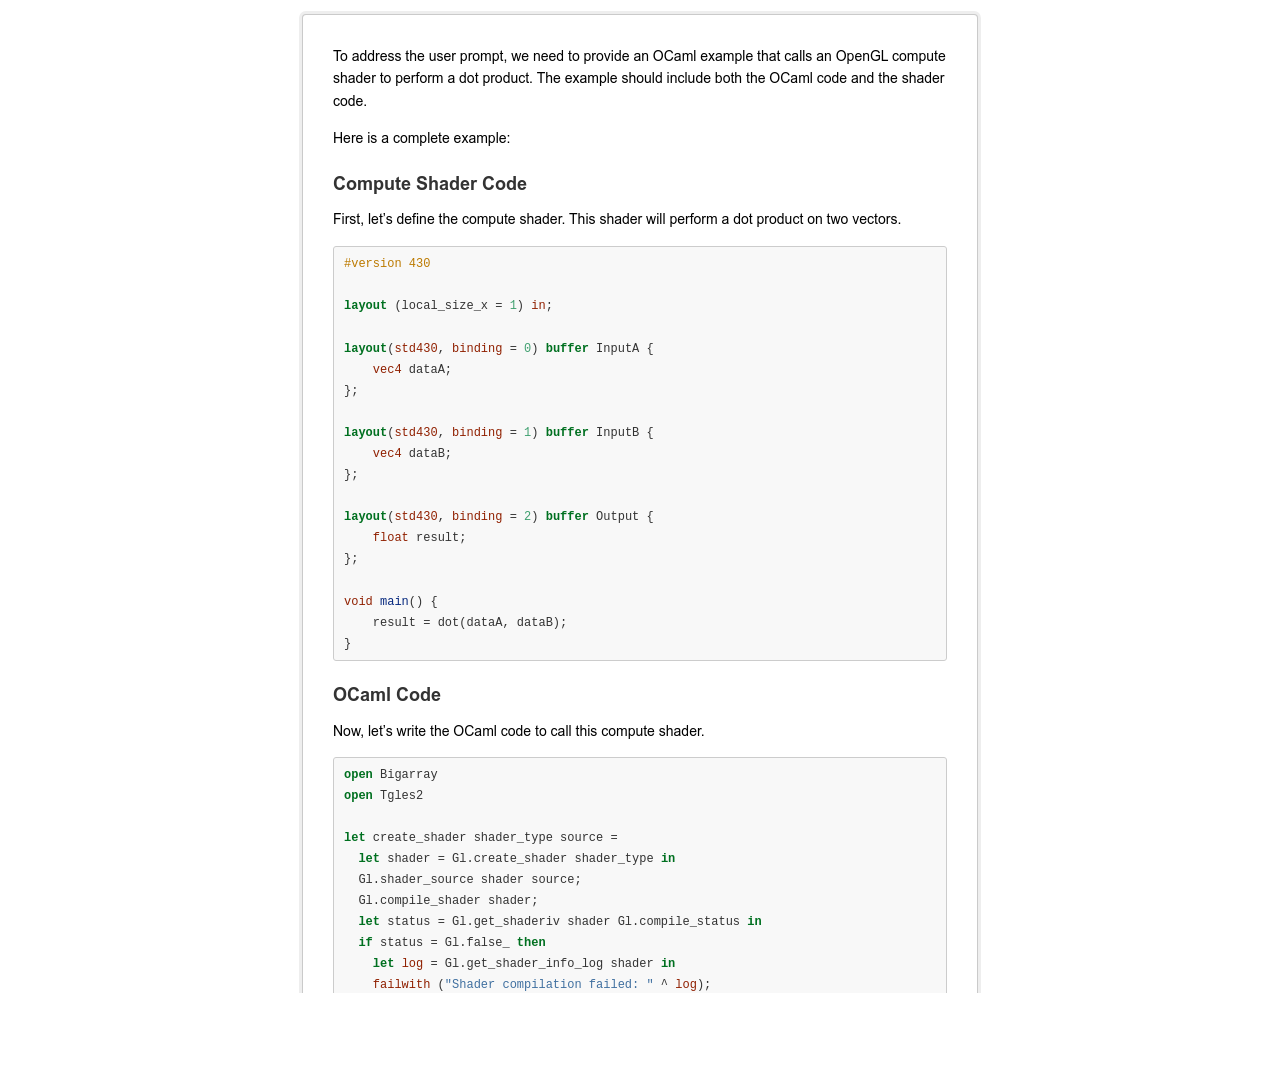 To address the user prompt, we need to provide an OCaml example that calls an OpenGL compute
shader to perform a dot product. The example should include both the OCaml code and the shader
code.
Here is a complete example:
Compute Shader Code
First, let’s define the compute shader. This shader will perform a dot product on two vectors.
#version 430

layout (local_size_x = 1) in;

layout(std430, binding = 0) buffer InputA {
    vec4 dataA;
};

layout(std430, binding = 1) buffer InputB {
    vec4 dataB;
};

layout(std430, binding = 2) buffer Output {
    float result;
};

void main() {
    result = dot(dataA, dataB);
}
OCaml Code
Now, let’s write the OCaml code to call this compute shader.
open Bigarray
open Tgles2

let create_shader shader_type source =
  let shader = Gl.create_shader shader_type in
  Gl.shader_source shader source;
  Gl.compile_shader shader;
  let status = Gl.get_shaderiv shader Gl.compile_status in
  if status = Gl.false_ then
    let log = Gl.get_shader_info_log shader in
    failwith ("Shader compilation failed: " ^ log);